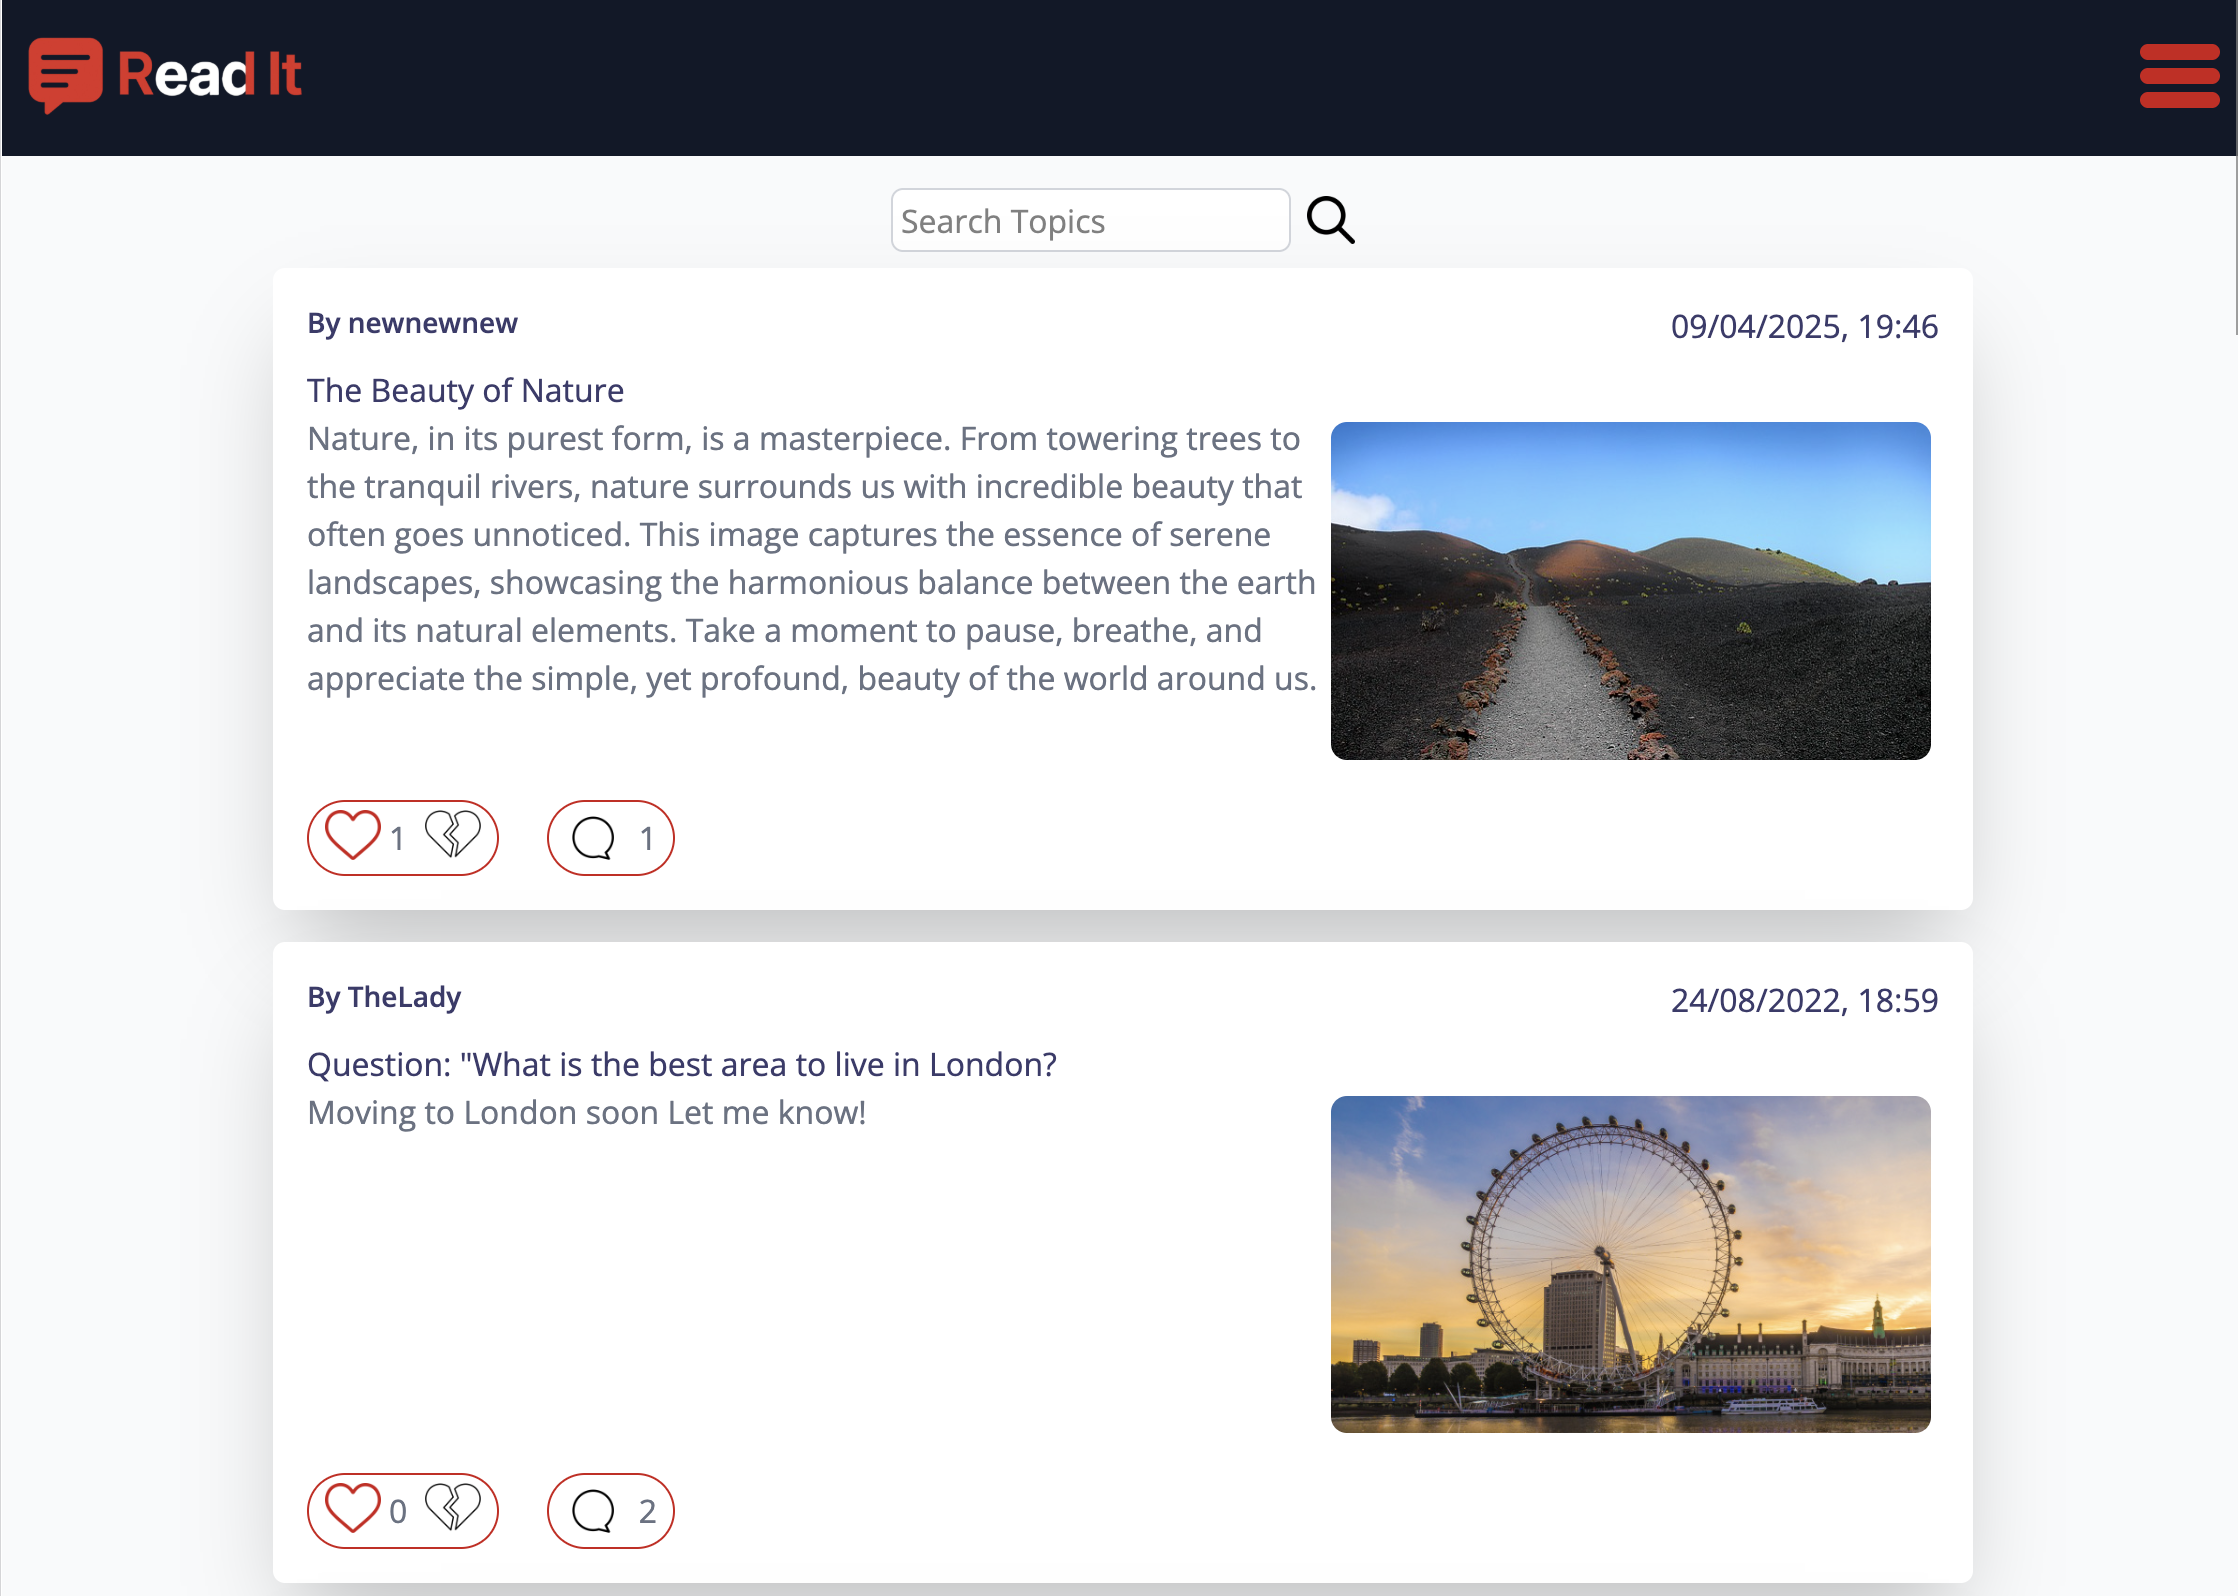 Read It
Search Topics
By newnewnew
09/04/2025, 19:46
The Beauty of Nature
Nature, in its purest form, is a masterpiece. From towering trees to
the tranquil rivers, nature surrounds us with incredible beauty that
often goes unnoticed. This image captures the essence of serene
landscapes, showcasing the harmonious balance between the earth
and its natural elements. Take a moment to pause, breathe, and
appreciate the simple, yet profound, beauty of the world around us.
1
1
By TheLady
24/08/2022, 18:59
Question: "What is the best area to live in London?
Moving to London soon Let me know!
0
2